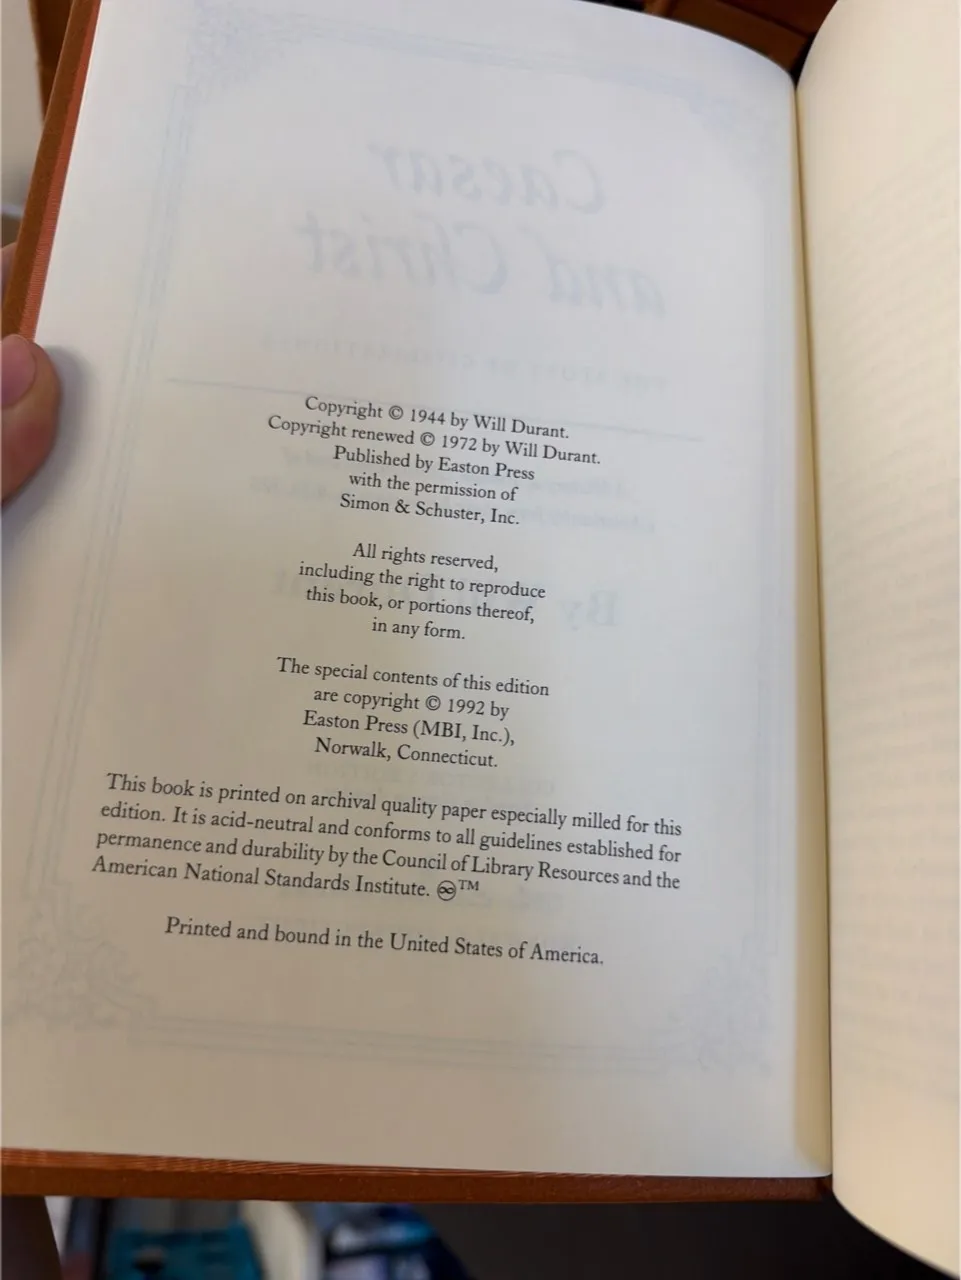 Caesar
and Christ
Copyright © 1944 by Will Durant.
Copyright renewed © 1972 by Will Durant.
Published by Easton Press
with the permission of
Simon & Schuster, Inc.
All rights reserved,
including the right to reproduce
this book, or portions thereof,
in any form.
The special contents of this edition
are copyright © 1992 by
Easton Press (MBI, Inc.),
Norwalk, Connecticut.
This book is printed on archival quality paper especially milled for this
edition. It is acid-neutral and conforms to all guidelines established for
permanence and durability by the Council of Library Resources and the
American National Standards Institute. ♾™
Printed and bound in the United States of America.